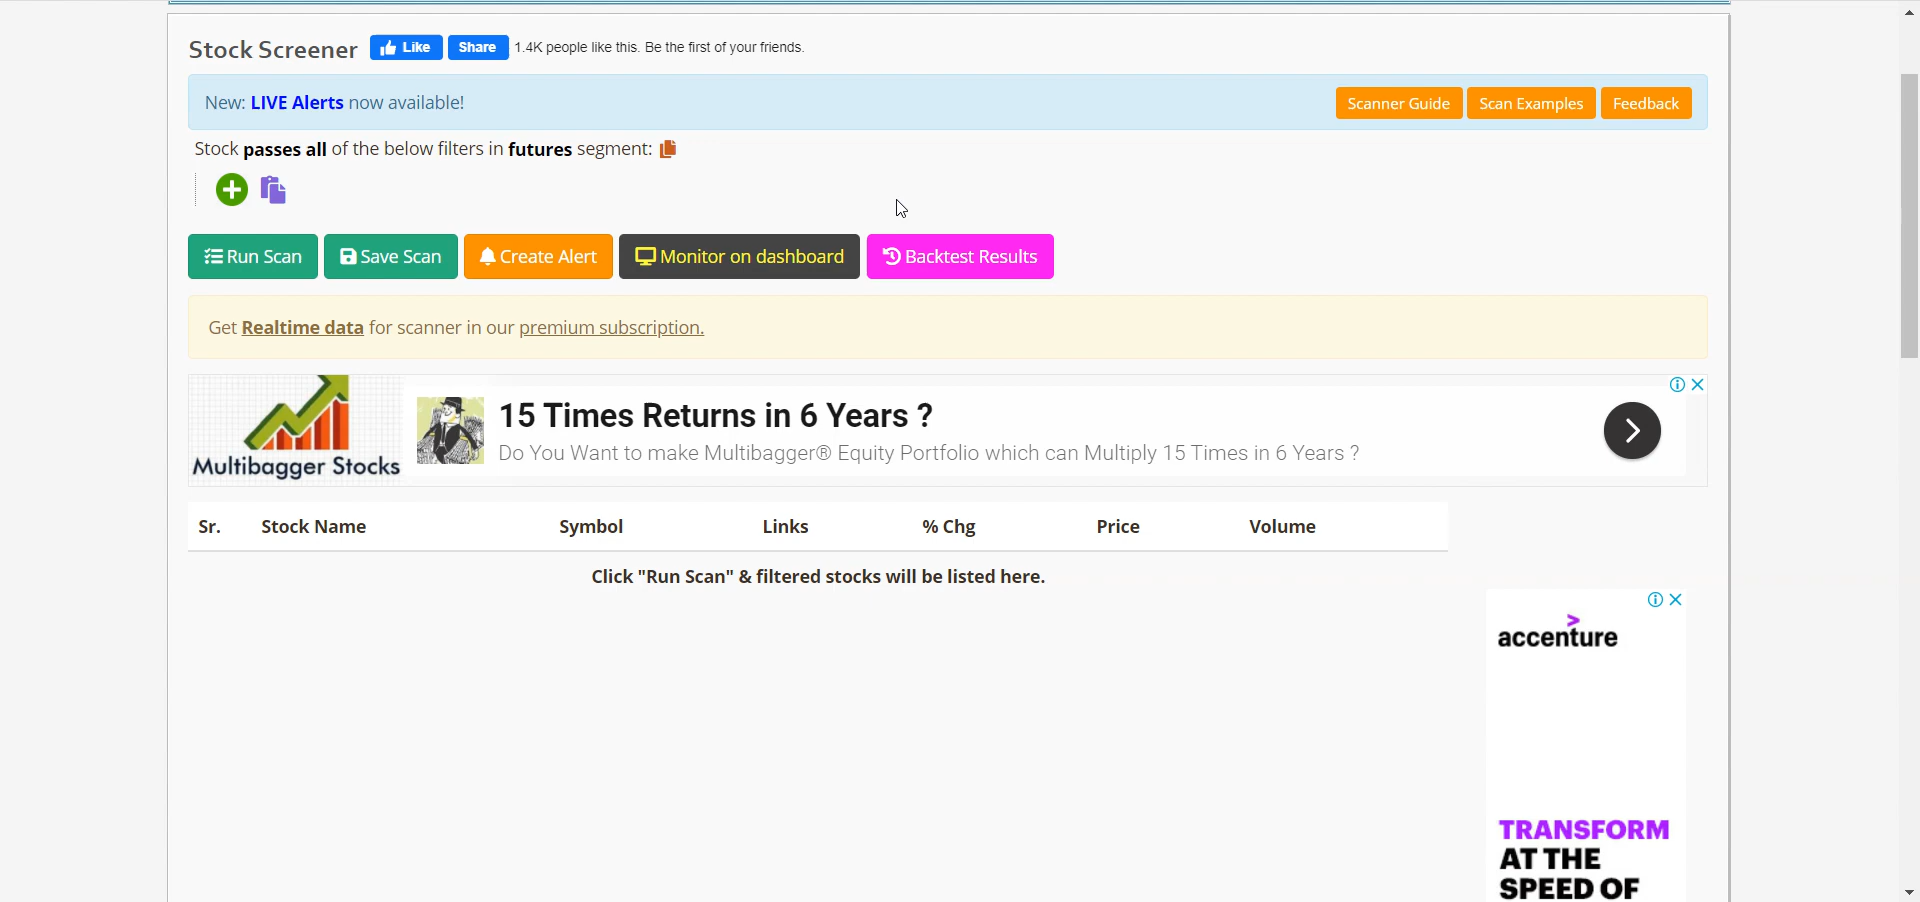 Stock Screener Like Share 1.4K people like this. Be the first of your friends.
New: LIVE Alerts now available! Scanner Guide Scan Examples Feedback
Stock passes all of the below filters in futures segment:
Run Scan Save Scan Create Alert Monitor on dashboard Backtest Results
Get Realtime data for scanner in our premium subscription.
Multibagger Stocks
15 Times Returns in 6 Years ?
Do You Want to make Multibagger® Equity Portfolio which can Multiply 15 Times in 6 Years ?
Sr. Stock Name Symbol Links % Chg Price Volume
Click "Run Scan" & filtered stocks will be listed here.
accenture
TRANSFORM
AT THE
SPEED OF